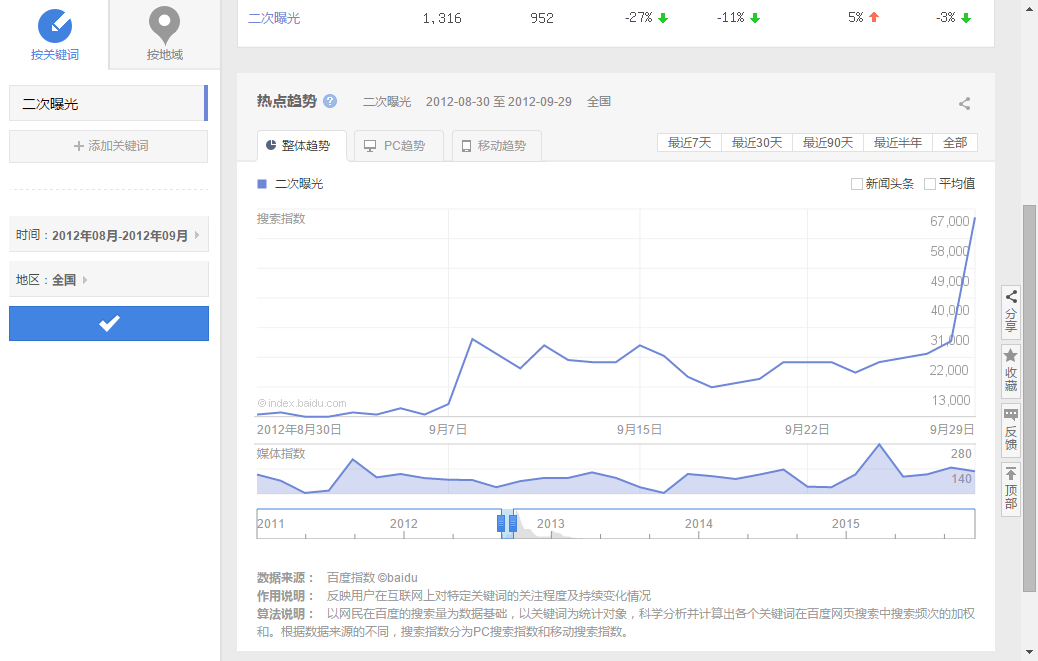 按关键词
按地域
二次曝光
添加关键词
时间：2012年08月-2012年09月
地区：全国
二次曝光 1,316 952 -27% -11% 5% -3%
热点趋势 ? 二次曝光 2012-08-30 至 2012-09-29 全国
整体趋势 PC趋势 移动趋势 最近7天 最近30天 最近90天 最近半年 全部
二次曝光 新闻头条 平均值
搜索指数
67,000
58,000
49,000
40,000
31,000
22,000
13,000
©index.baidu.com
2012年8月30日 9月7日 9月15日 9月22日 9月29日
媒体指数
280
140
2011 2012 2013 2014 2015
数据来源： 百度指数 ©baidu
作用说明： 反映用户在互联网上对特定关键词的关注程度及持续变化情况
算法说明： 以网民在百度的搜索量为数据基础，以关键词为统计对象，科学分析并计算出各个关键词在百度网页搜索中搜索频次的加权
和。根据数据来源的不同，搜索指数分为PC搜索指数和移动搜索指数。
分享
收藏
反馈
顶部